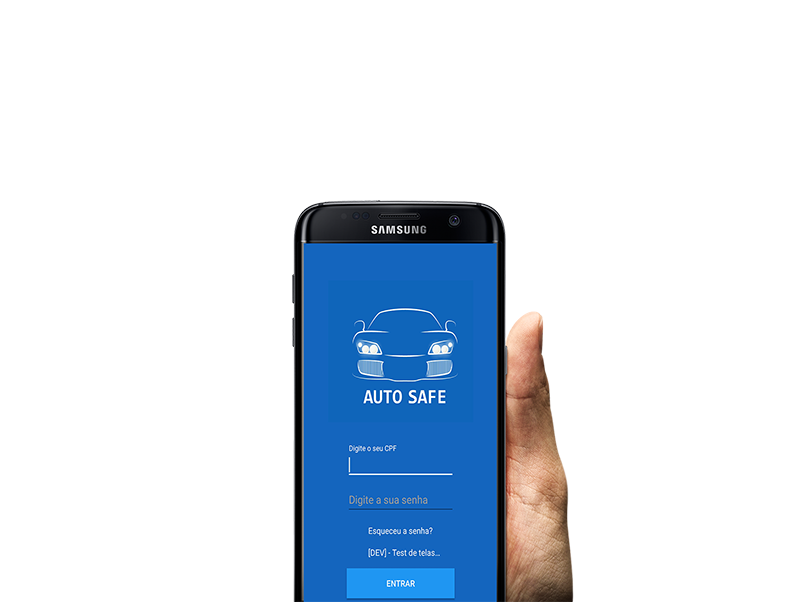 SAMSUNG
AUTO SAFE
Digite o seu CPF
Digite a sua senha
Esqueceu a senha?
[DEV] - Test de telas...
ENTRAR